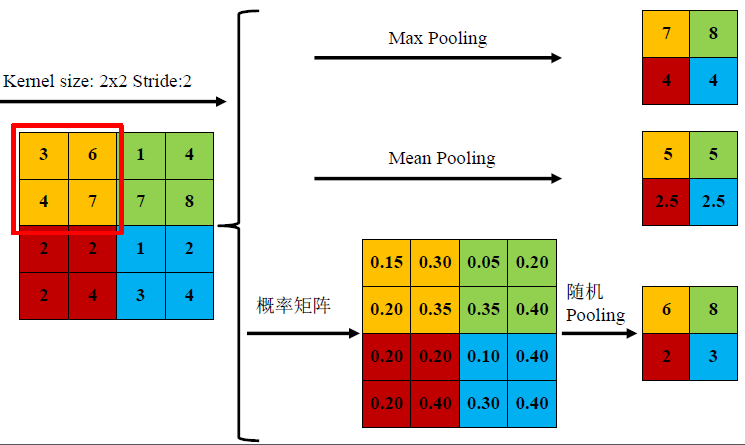 Max Pooling
7 8
4 4
Kernel size: 2x2 Stride:2
3 6 1 4
4 7 7 8
2 2 1 2
2 4 3 4
Mean Pooling
5 5
2.5 2.5
概率矩阵
0.15 0.30 0.05 0.20
0.20 0.35 0.35 0.40
0.20 0.20 0.10 0.40
0.20 0.40 0.30 0.40
随机
Pooling
6 8
2 3